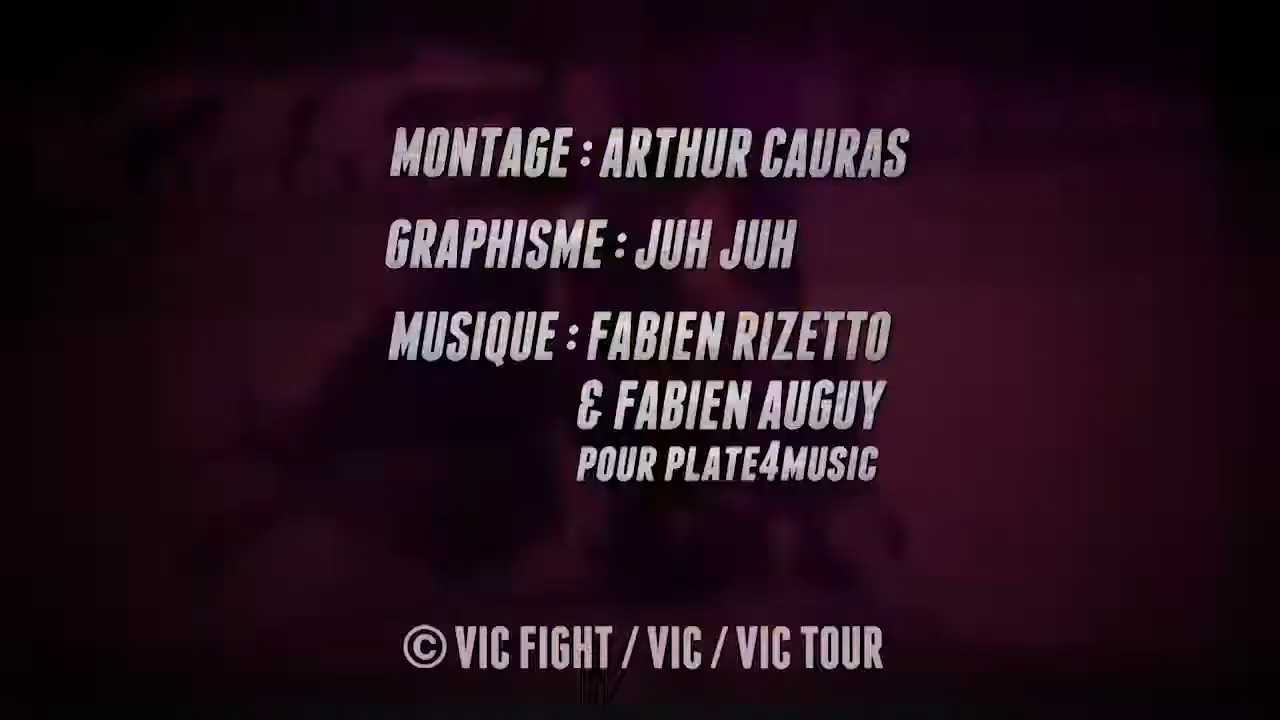 MONTAGE : ARTHUR CAURAS
GRAPHISME : JUH JUH
MUSIQUE : FABIEN RIZETTO
& FABIEN AUGUY
POUR PLATE4MUSIC
© VIC FIGHT / VIC / VIC TOUR